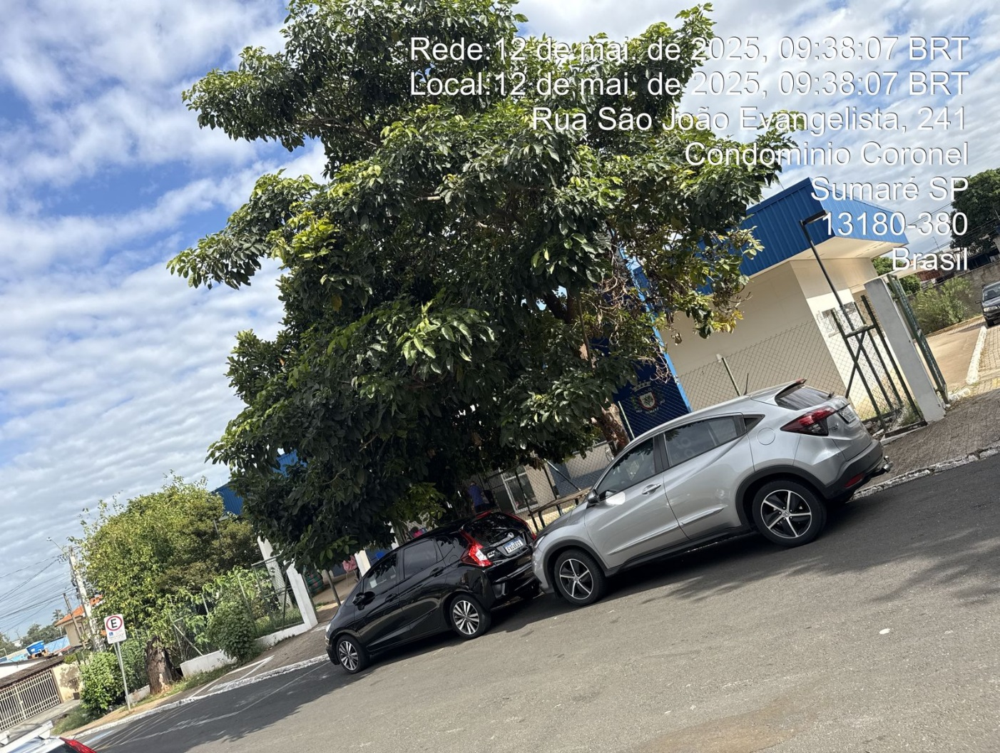 Rede:12 de mai. de 2025, 09:38:07 BRT
Local:12 de mai. de 2025, 09:38:07 BRT
Rua São João Evangelista, 241
Condominio Coronel
Sumaré SP
13180-380
Brasil
E